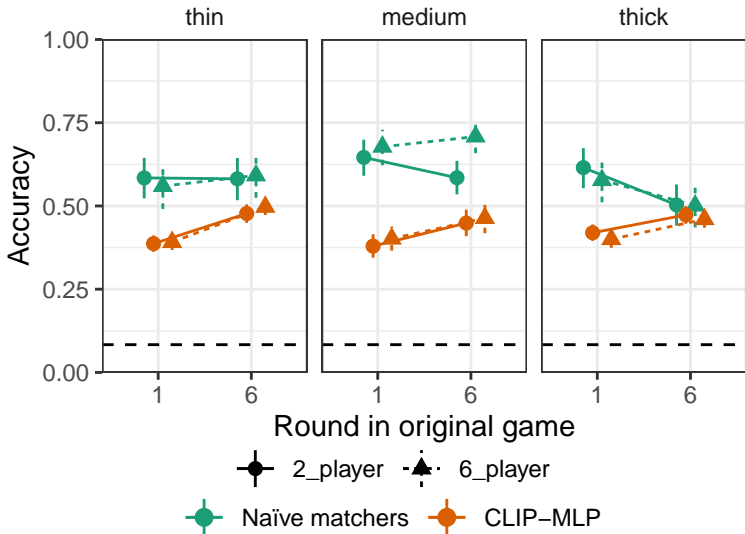 thin medium thick
Accuracy
1.00
0.75
0.50
0.25
0.00
1 6 1 6 1 6
Round in original game
2_player 6_player
Naïve matchers CLIP−MLP